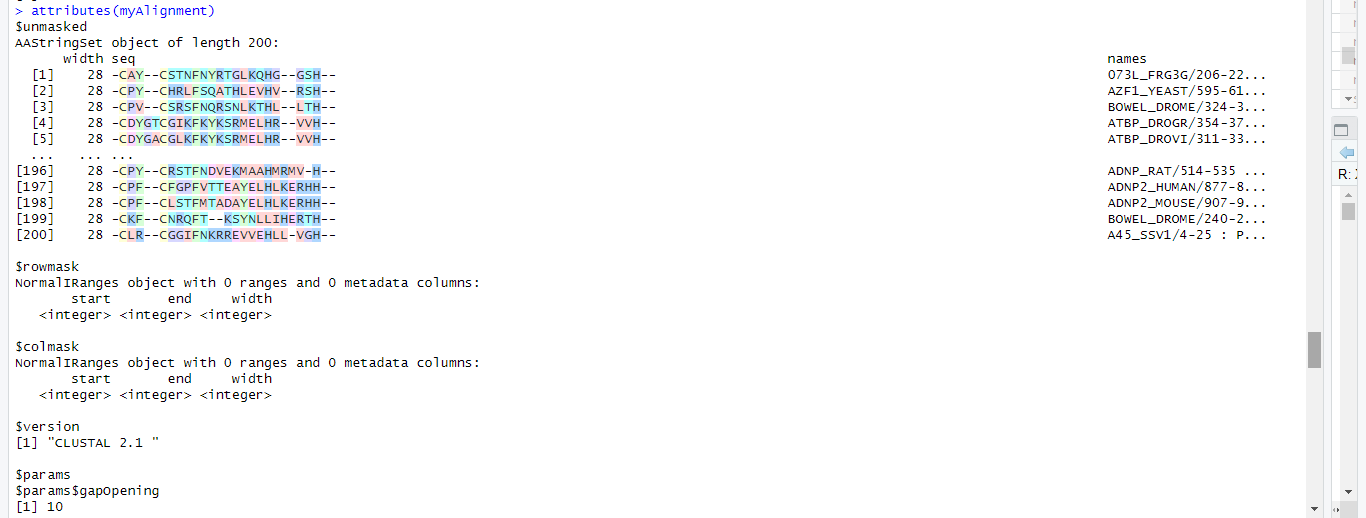 > attributes(myAlignment)
$unmasked
AAStringSet object of length 200:
      width seq                                   names
  [1]    28 -CAY--CSTNFNYRTGLKQHG--GSH--          073L_FRG3G/206-22...
  [2]    28 -CPY--CHRLFSQATHLEVHV--RSH--          AZF1_YEAST/595-61...
  [3]    28 -CPV--CSRSFNQRSNLKTHL--LTH--          BOWEL_DROME/324-3...
  [4]    28 -CDYGTCGIKFKYKSRMELHR--VVH--          ATBP_DROGR/354-37...
  [5]    28 -CDYGACGLKFKYKSRMELHR--VVH--          ATBP_DROVI/311-33...
  ...   ... ...
[196]    28 -CPY--CRSTFNDVEKMAAHMRMV-H--          ADNP_RAT/514-535 ...
[197]    28 -CPF--CFGPFVTTEAYELHLKERHH--          ADNP2_HUMAN/877-8...
[198]    28 -CPF--CLSTFMTADAYELHLKERHH--          ADNP2_MOUSE/907-9...
[199]    28 -CKF--CNRQFT--KSYNLLIHERTH--          BOWEL_DROME/240-2...
[200]    28 -CLR--CGGIFNKRREVVEHLL-VGH--          A45_SSV1/4-25 : P...
$rowmask
NormalIRanges object with 0 ranges and 0 metadata columns:
       start       end     width
   <integer> <integer> <integer>
$colmask
NormalIRanges object with 0 ranges and 0 metadata columns:
       start       end     width
   <integer> <integer> <integer>
$version
[1] "CLUSTAL 2.1 "
$params
$params$gapOpening
[1] 10